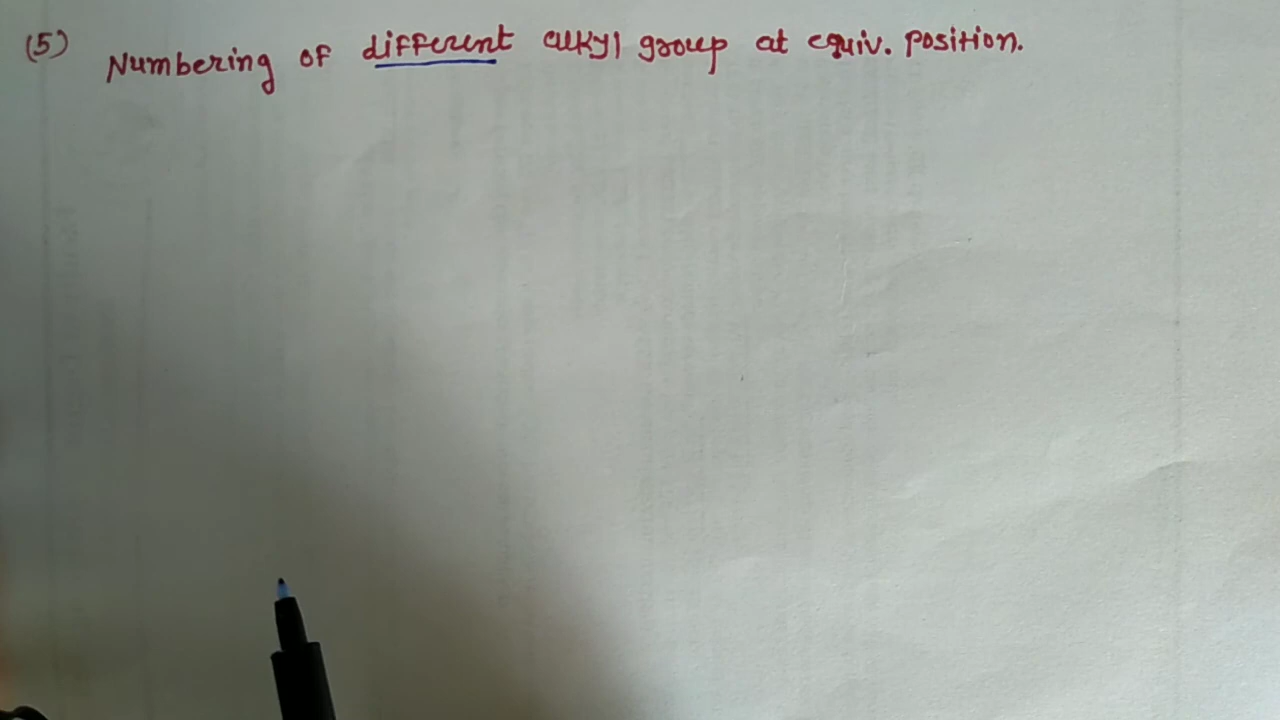 (5) Numbering of different alkyl group at equiv. position.